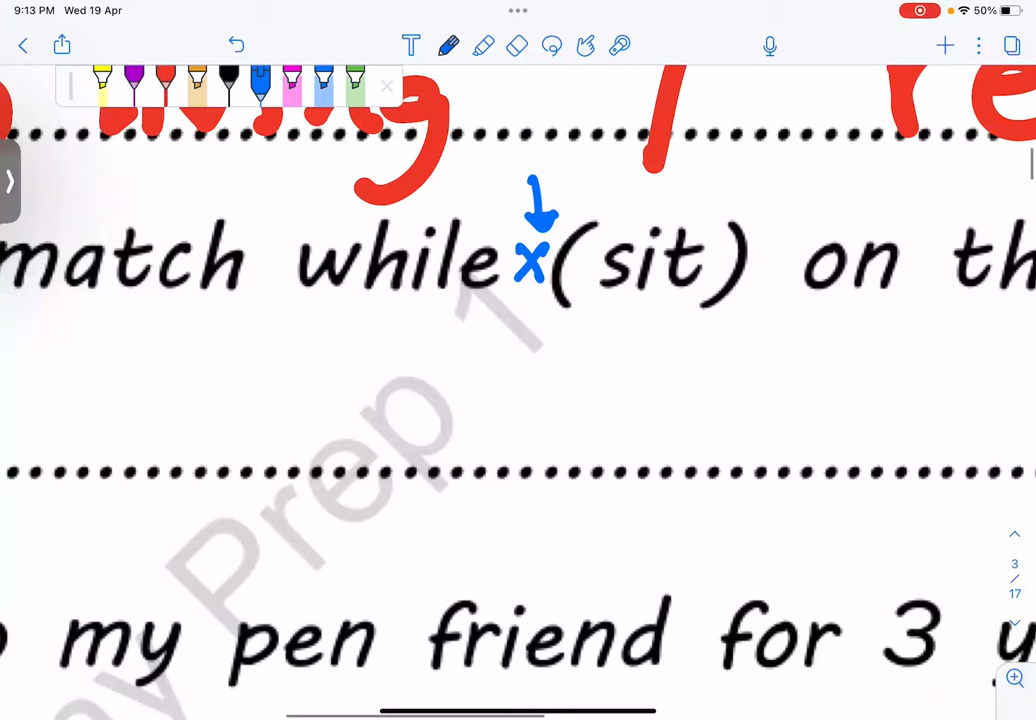 9:13 PM Wed 19 Apr 50%
match while x (sit) on th
3
/
17
Prep 1
my pen friend for 3 y